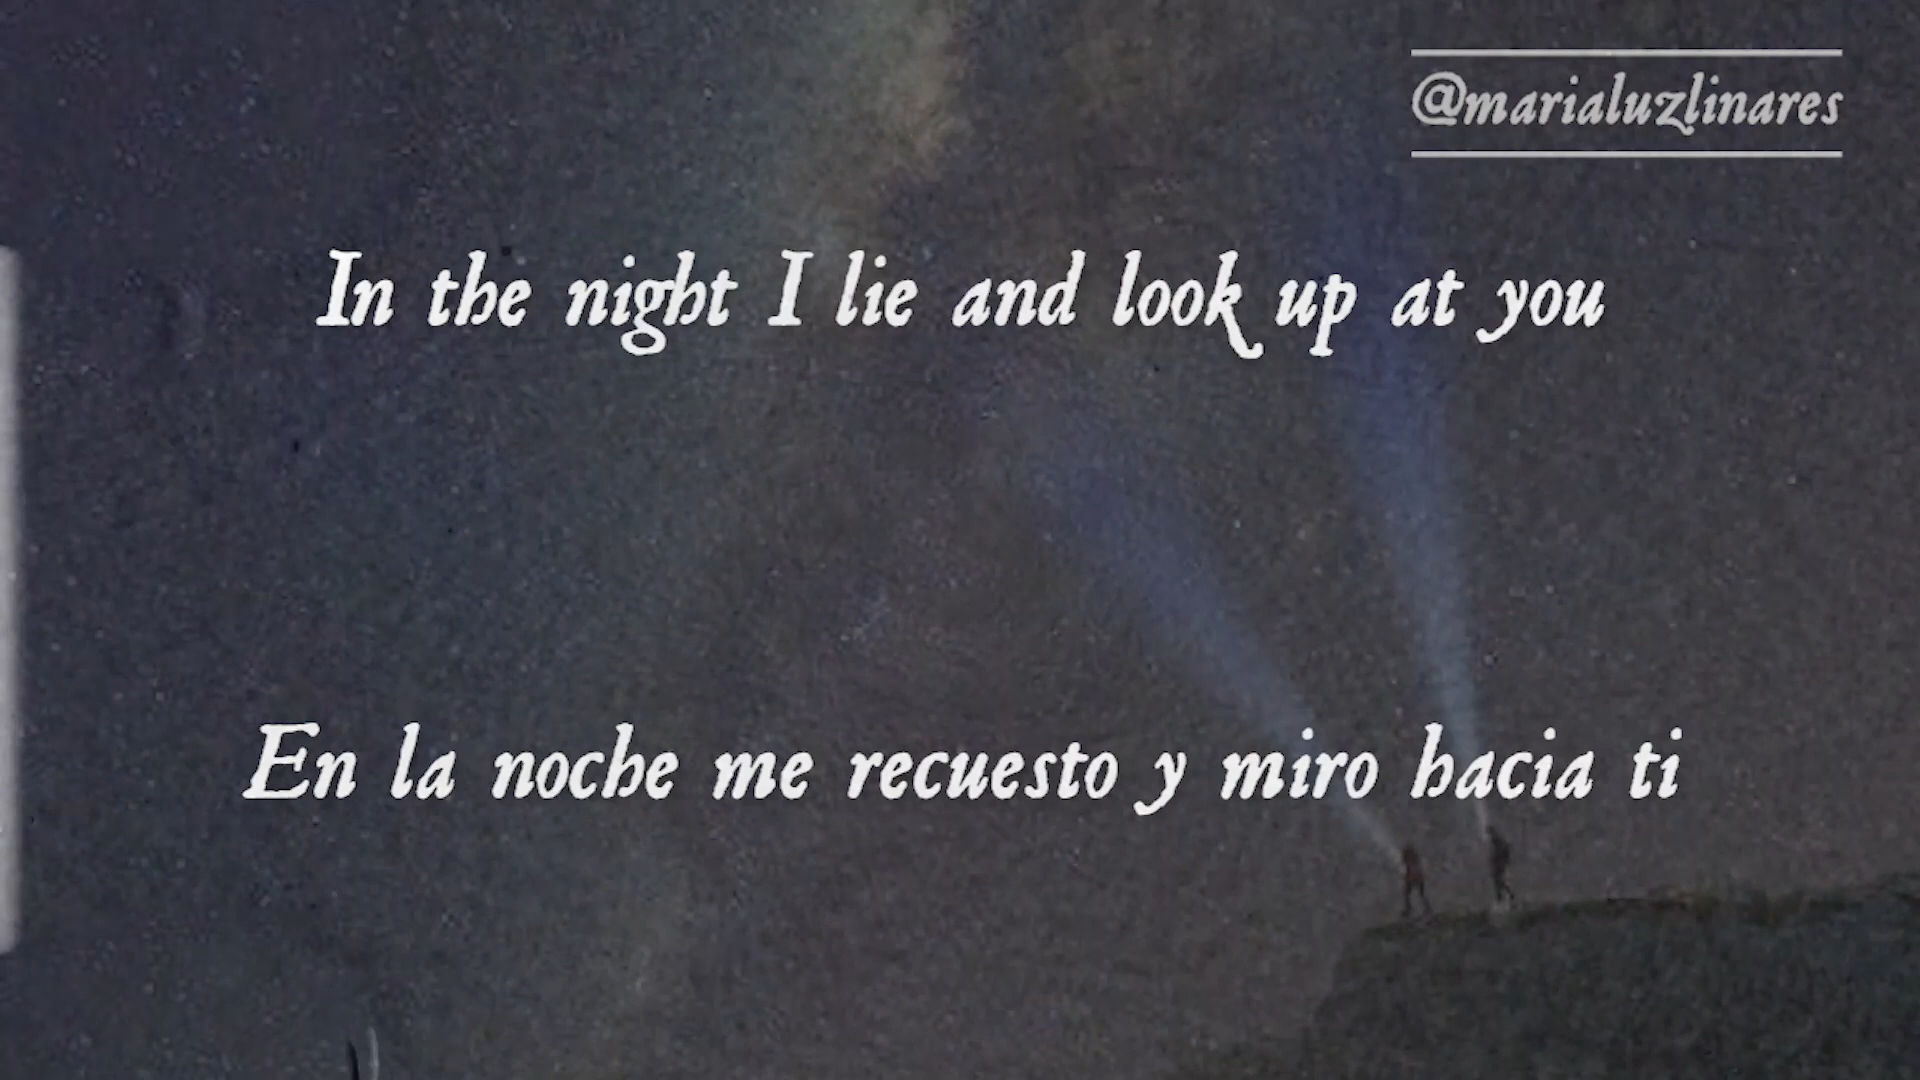 @marialuzlinares
In the night I lie and look up at you
En la noche me recuesto y miro hacia ti